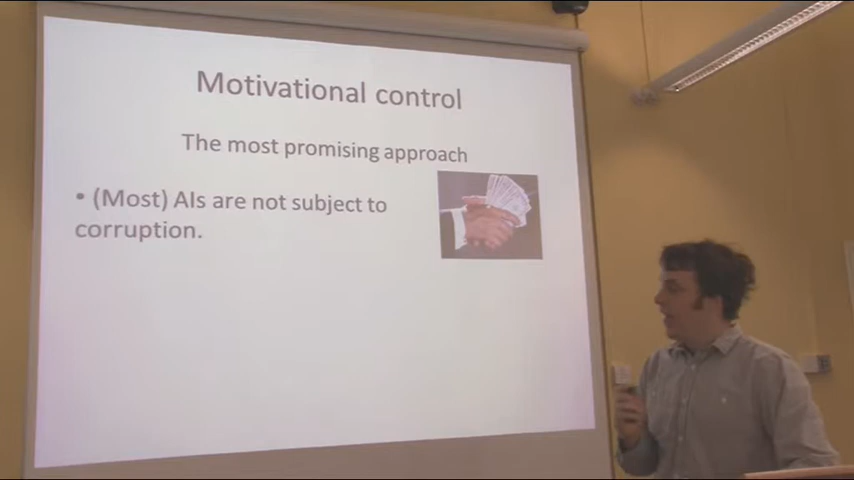 Motivational control
The most promising approach
• (Most) AIs are not subject to
corruption.